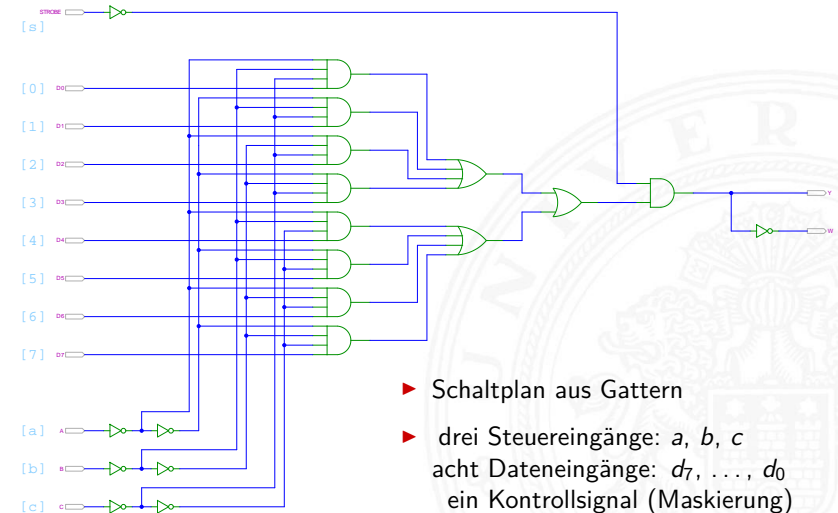 STROBE
[s]
[0] D0
[1] D1
[2] D2
[3] D3
[4] D4
[5] D5
[6] D6
[7] D7
[a] A
[b] B
[c] C
Y
W
▶ Schaltplan aus Gattern
▶ drei Steuereingänge: a, b, c
acht Dateneingänge: d₇, ..., d₀
ein Kontrollsignal (Maskierung)